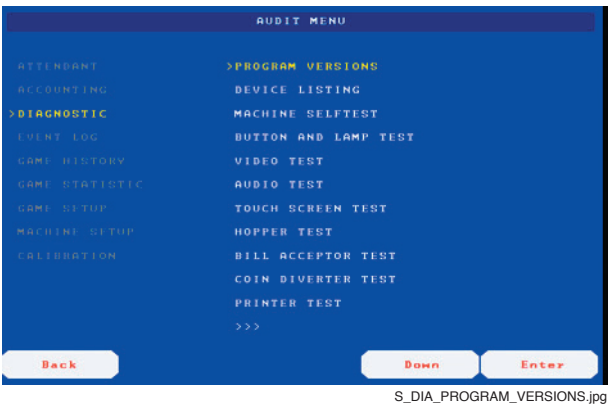 AUDIT MENU
ATTENDANT
ACCOUNTING
>DIAGNOSTIC
EVENT LOG
GAME HISTORY
GAME STATISTIC
GAME SETUP
MACHINE SETUP
CALIBRATION
>PROGRAM VERSIONS
DEVICE LISTING
MACHINE SELFTEST
BUTTON AND LAMP TEST
VIDEO TEST
AUDIO TEST
TOUCH SCREEN TEST
HOPPER TEST
BILL ACCEPTOR TEST
COIN DIVERTER TEST
PRINTER TEST
>>>
Back
Down
Enter
S_DIA_PROGRAM_VERSIONS.jpg